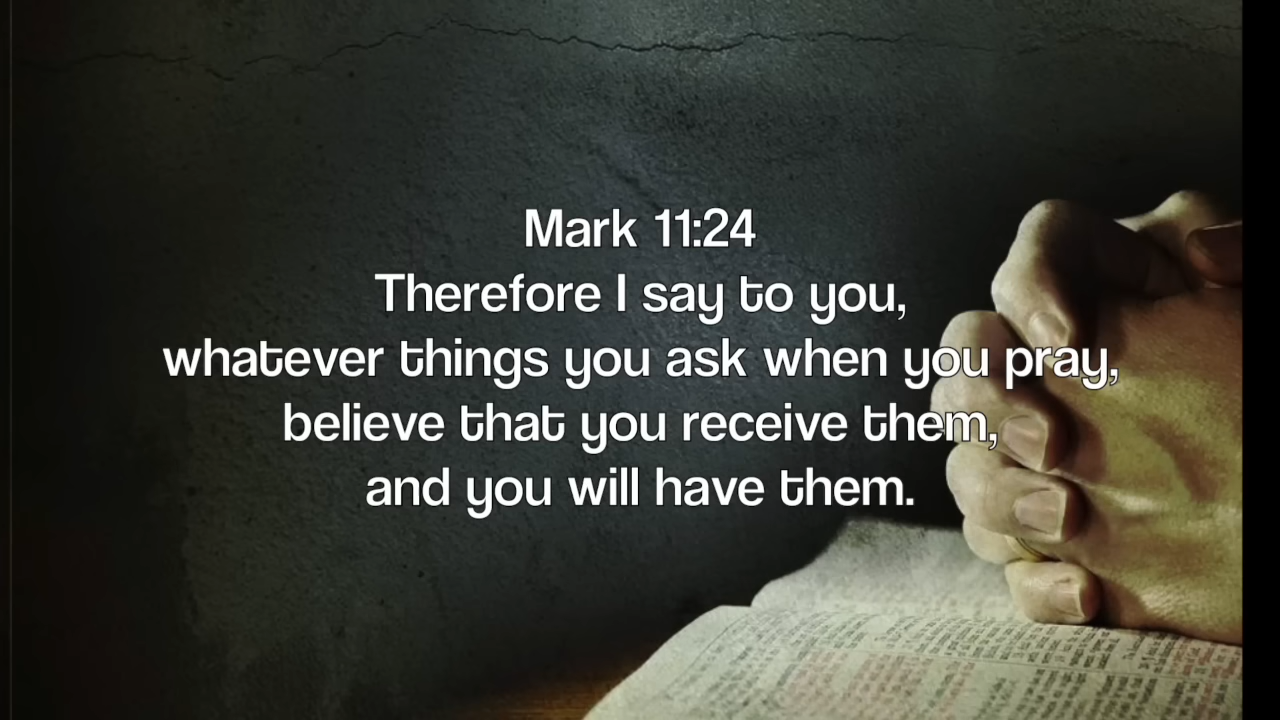 Mark 11:24
Therefore I say to you,
whatever things you ask when you pray,
believe that you receive them,
and you will have them.